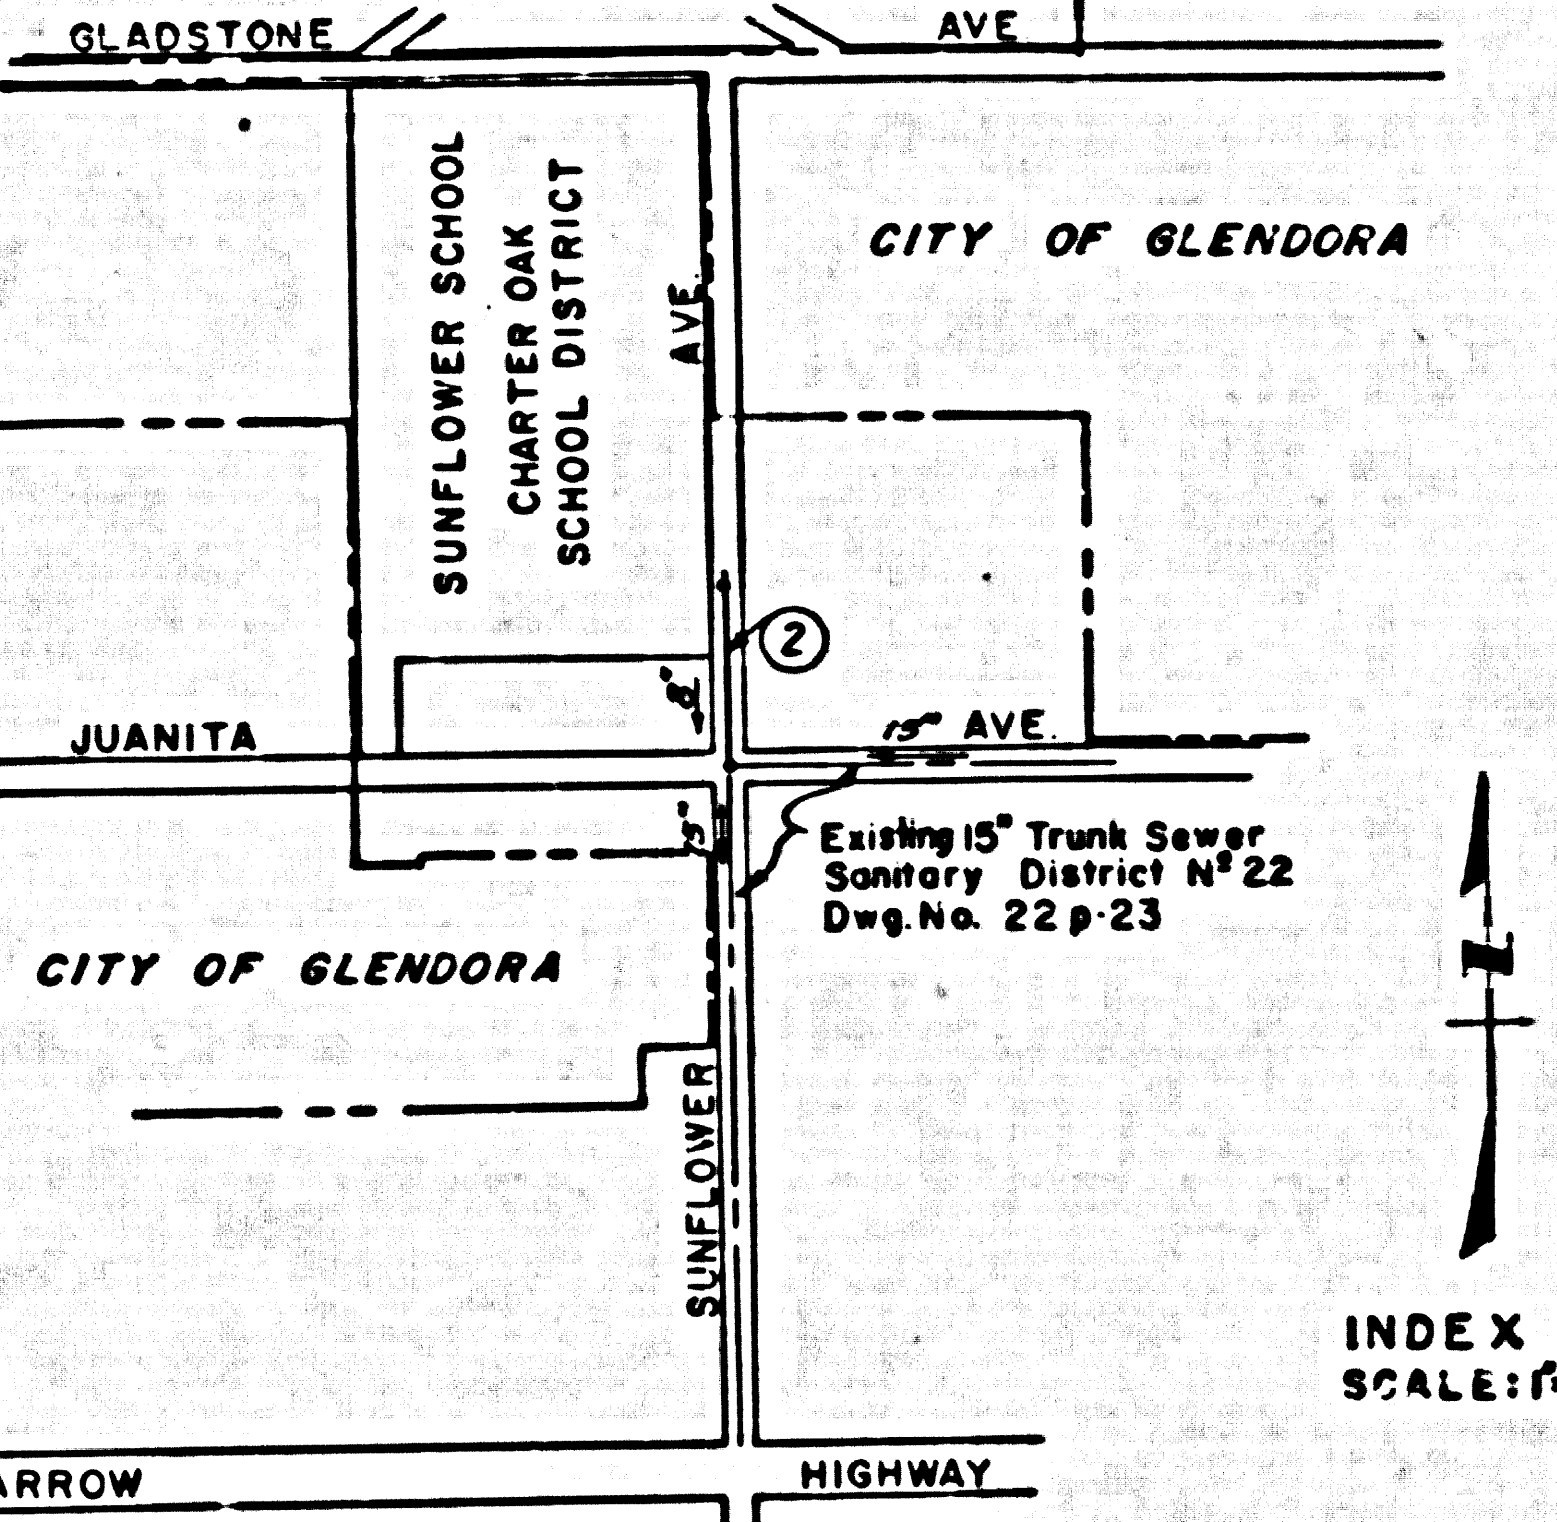 GLADSTONE AVE
SUNFLOWER SCHOOL
CHARTER OAK
SCHOOL DISTRICT
AVE.
CITY OF GLENDORA
2
8"
JUANITA 15" AVE.
15"
Existing 15" Trunk Sewer
Sanitary District Nº 22
Dwg. No. 22 p-23
CITY OF GLENDORA
N
SUNFLOWER
INDEX
SCALE: 1"
ARROW HIGHWAY